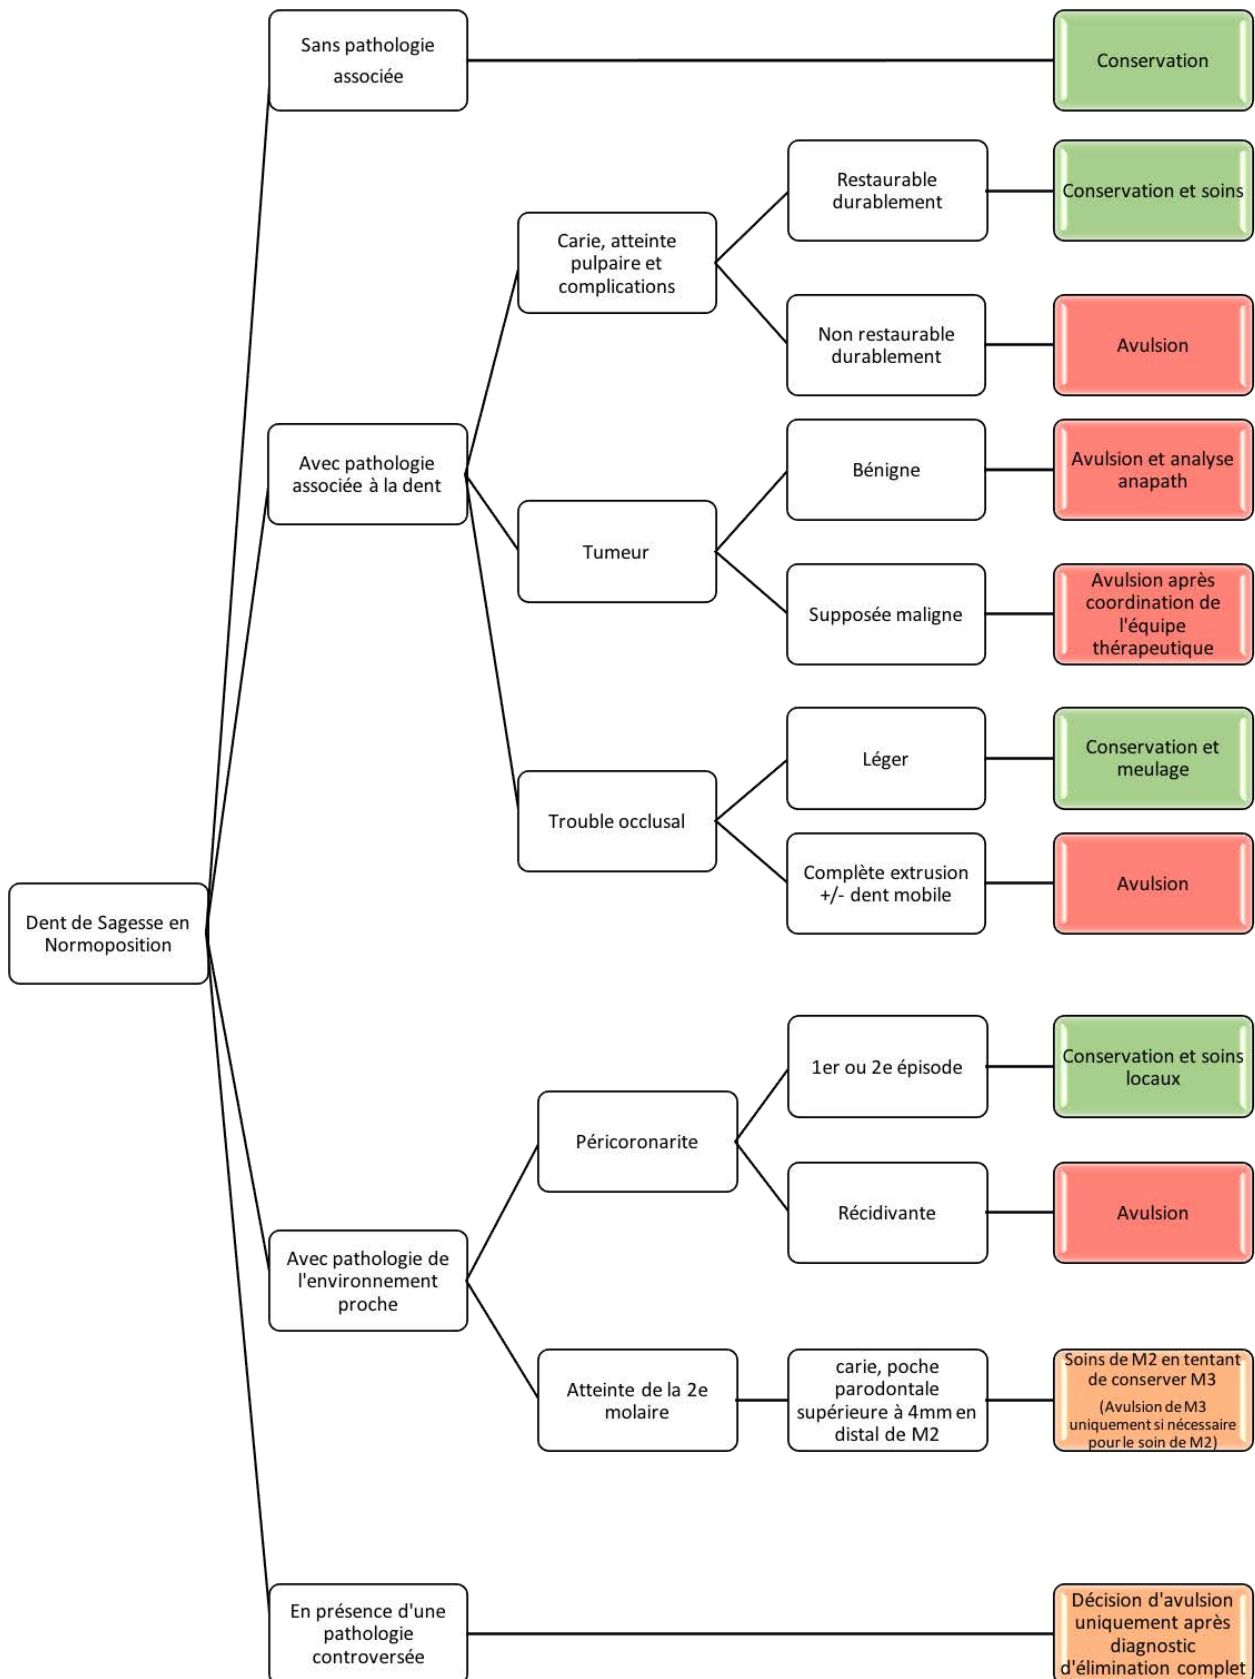 Sans pathologie
associée
Conservation
Restaurable
durablement
Conservation et soins
Carie, atteinte
pulpaire et
complications
Non restaurable
durablement
Avulsion
Avec pathologie
associée à la dent
Bénigne
Avulsion et analyse
anapath
Tumeur
Supposée maligne
Avulsion après
coordination de
l'équipe
thérapeutique
Léger
Conservation et
meulage
Trouble occlusal
Complète extrusion
+/- dent mobile
Avulsion
Dent de Sagesse en
Normoposition
1er ou 2e épisode
Conservation et soins
locaux
Péricoronarite
Récidivante
Avulsion
Avec pathologie de
l'environnement
proche
Atteinte de la 2e
molaire
carie, poche
parodontale
supérieure à 4mm en
distal de M2
Soins de M2 en tentant
de conserver M3
(Avulsion de M3
uniquement si nécessaire
pour le soin de M2)
En présence d'une
pathologie
controversée
Décision d'avulsion
uniquement après
diagnostic
d'élimination complet